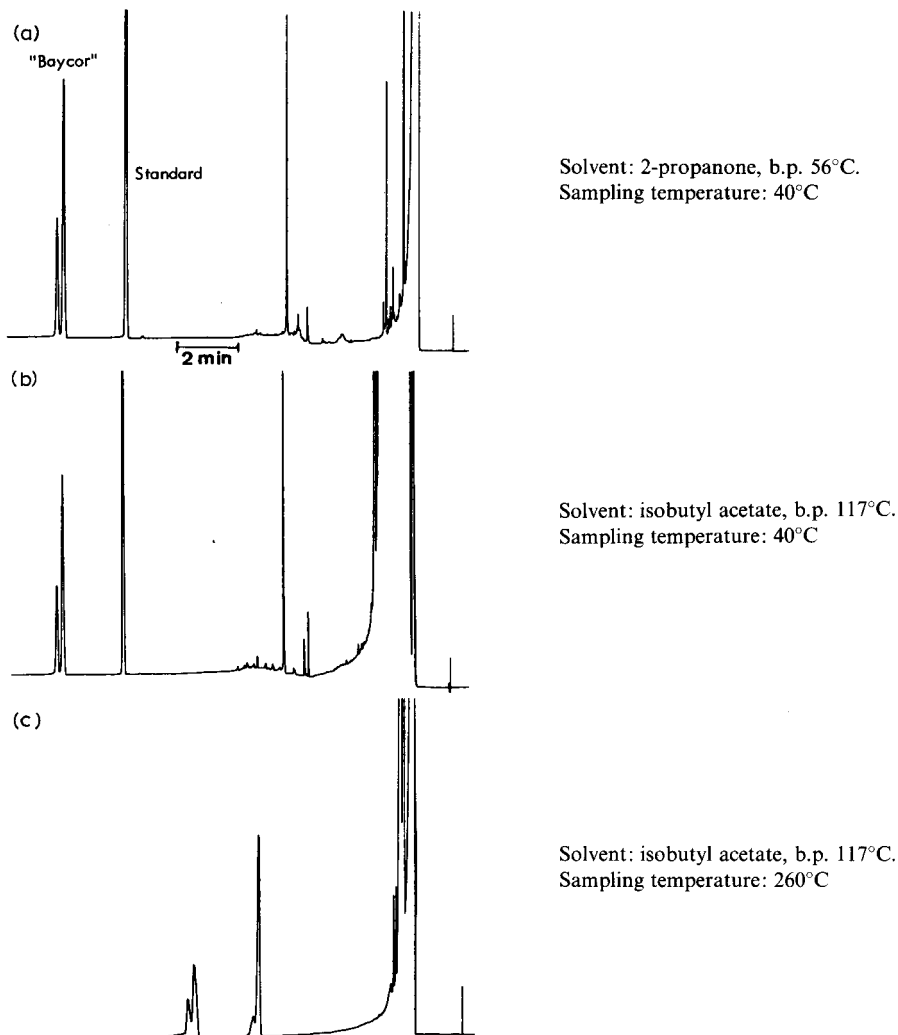 (a)
"Baycor"
Standard
2 min
Solvent: 2-propanone, b.p. 56°C.
Sampling temperature: 40°C
(b)
Solvent: isobutyl acetate, b.p. 117°C.
Sampling temperature: 40°C
(c)
Solvent: isobutyl acetate, b.p. 117°C.
Sampling temperature: 260°C